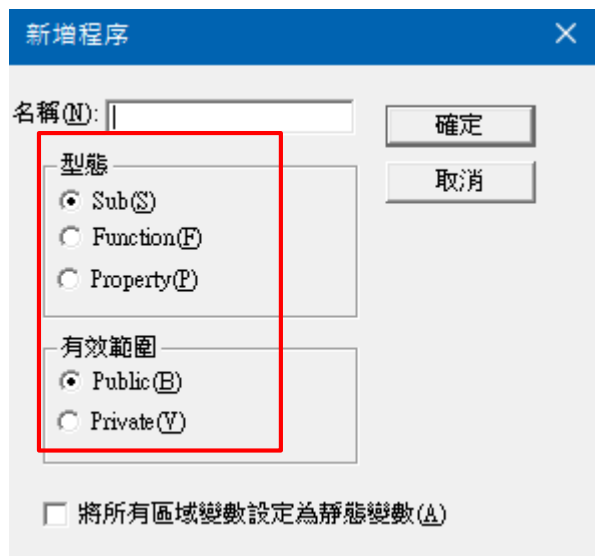 新增程序
名稱(N):
確定
取消
型態
Sub(S)
Function(F)
Property(P)
有效範圍
Public(B)
Private(V)
將所有區域變數設定為靜態變數(A)